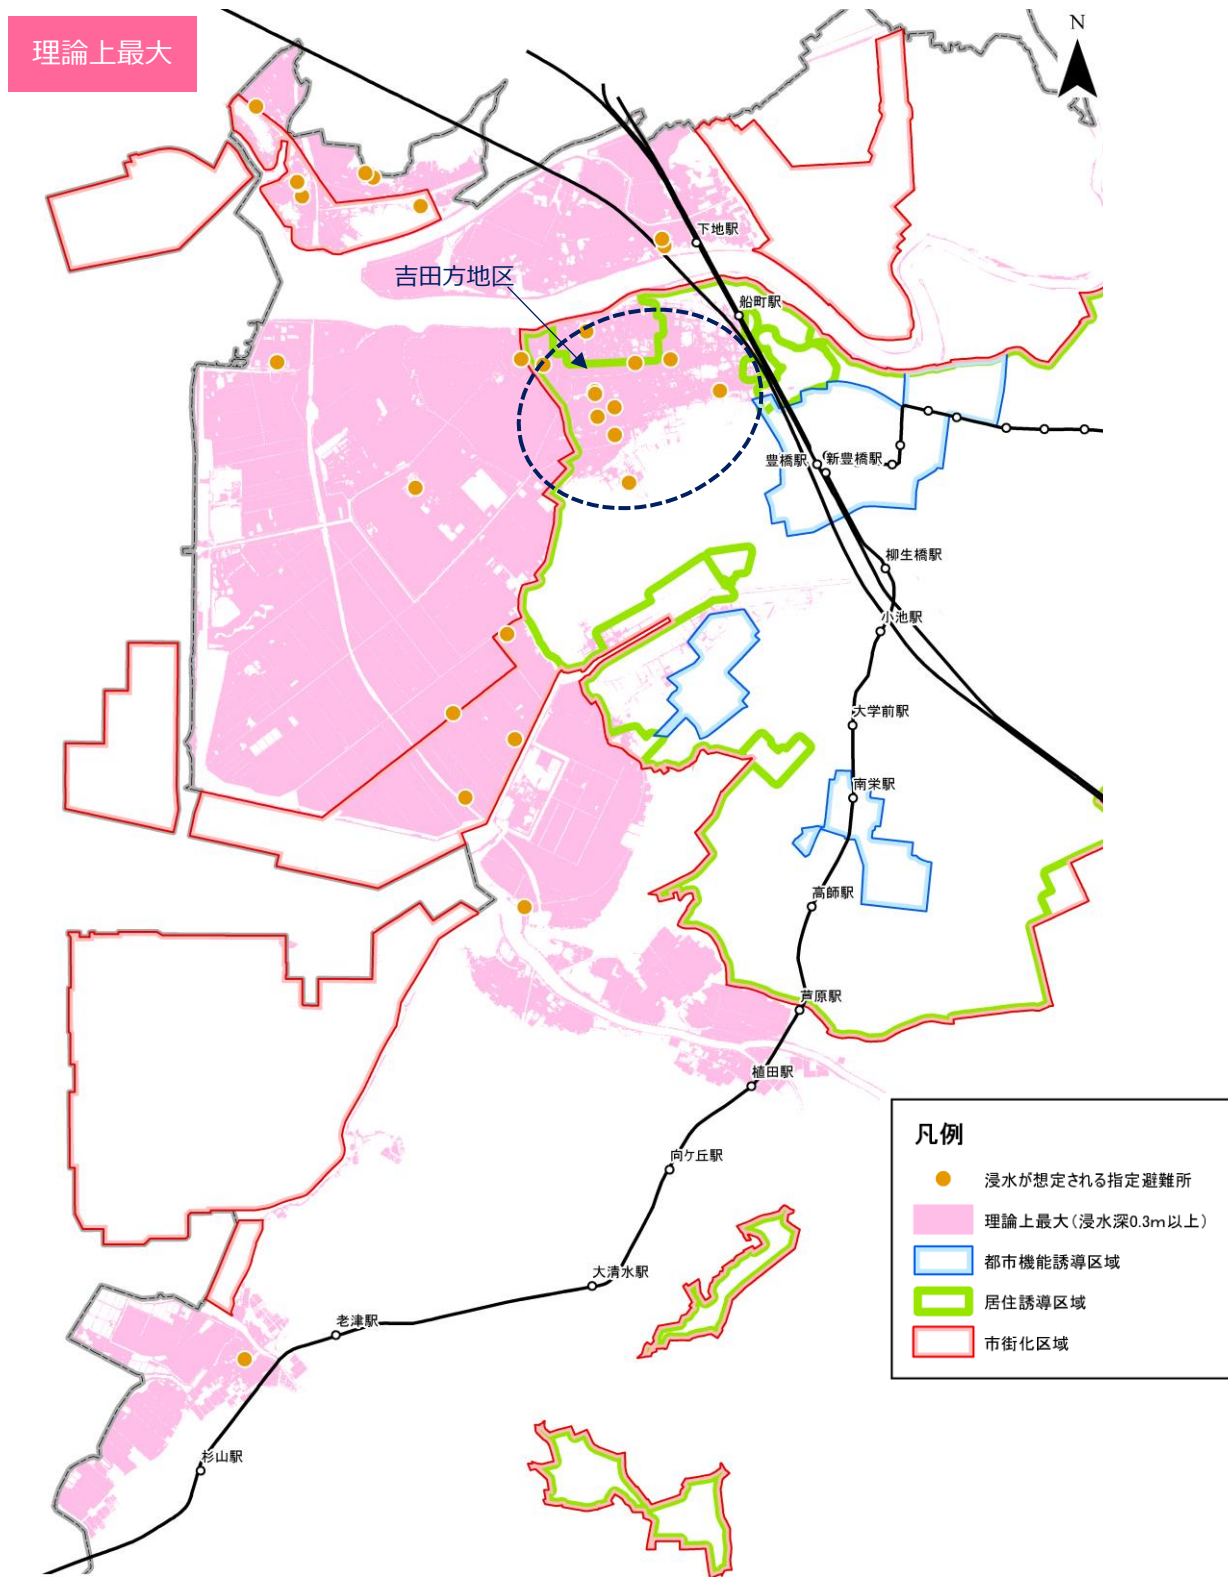 理論上最大
N
下地駅
吉田方地区
船町駅
豊橋駅
新豊橋駅
柳生橋駅
小池駅
大学前駅
南栄駅
高師駅
芦原駅
植田駅
向ケ丘駅
大清水駅
老津駅
杉山駅
凡例
浸水が想定される指定避難所
理論上最大(浸水深0.3m以上)
都市機能誘導区域
居住誘導区域
市街化区域